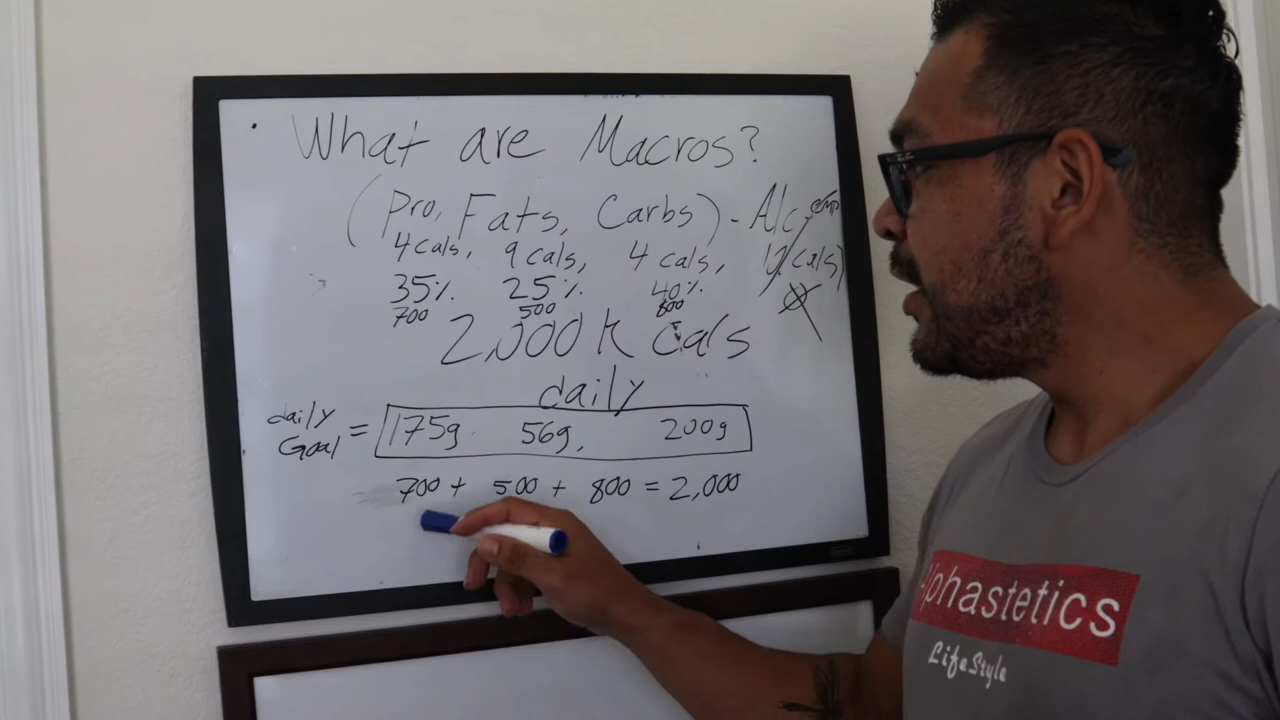 What are Macros?
(Pro, Fats, Carbs) - Alc,
4 cals, 9 cals, 4 cals, cals)
35% 25% 40%
700 500 800
2,000 k cals
daily
daily Goal = 175g 56g, 200g
700 + 500 + 800 = 2,000
Alphastetics
LifeStyle